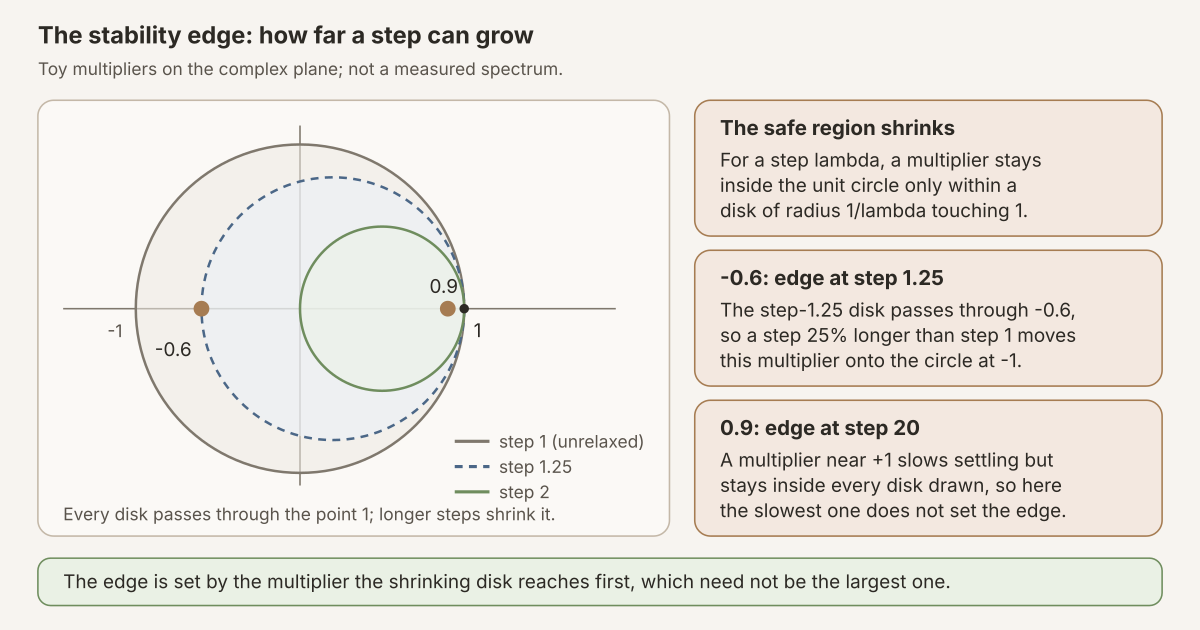 The stability edge: how far a step can grow
Toy multipliers on the complex plane; not a measured spectrum.
0.9
-1
1
-0.6
step 1 (unrelaxed)
step 1.25
step 2
Every disk passes through the point 1; longer steps shrink it.
The safe region shrinks
For a step lambda, a multiplier stays
inside the unit circle only within a
disk of radius 1/lambda touching 1.
-0.6: edge at step 1.25
The step-1.25 disk passes through -0.6,
so a step 25% longer than step 1 moves
this multiplier onto the circle at -1.
0.9: edge at step 20
A multiplier near +1 slows settling but
stays inside every disk drawn, so here
the slowest one does not set the edge.
The edge is set by the multiplier the shrinking disk reaches first, which need not be the largest one.